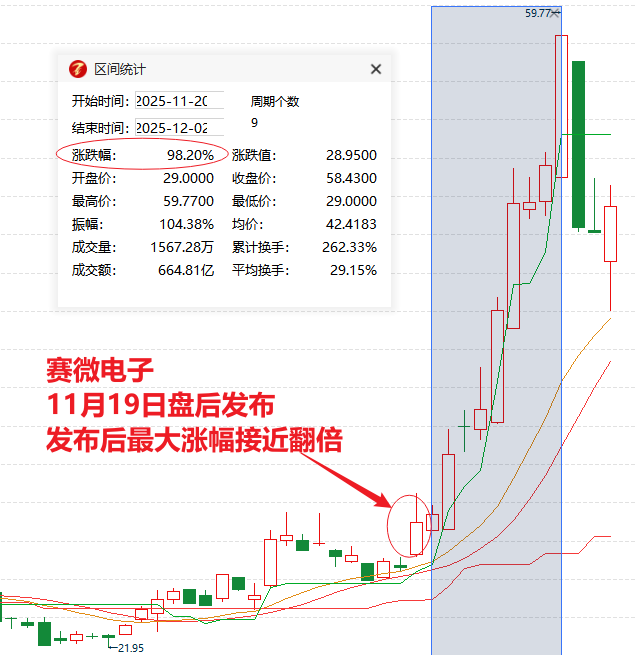 59.77
区间统计
开始时间: 2025-11-20 周期个数
结束时间: 2025-12-02 9
涨跌幅: 98.20% 涨跌值: 28.9500
开盘价: 29.0000 收盘价: 58.4300
最高价: 59.7700 最低价: 29.0000
振幅: 104.38% 均价: 42.4183
成交量: 1567.28万 累计换手: 262.33%
成交额: 664.81亿 平均换手: 29.15%
赛微电子
11月19日盘后发布
发布后最大涨幅接近翻倍
←21.95